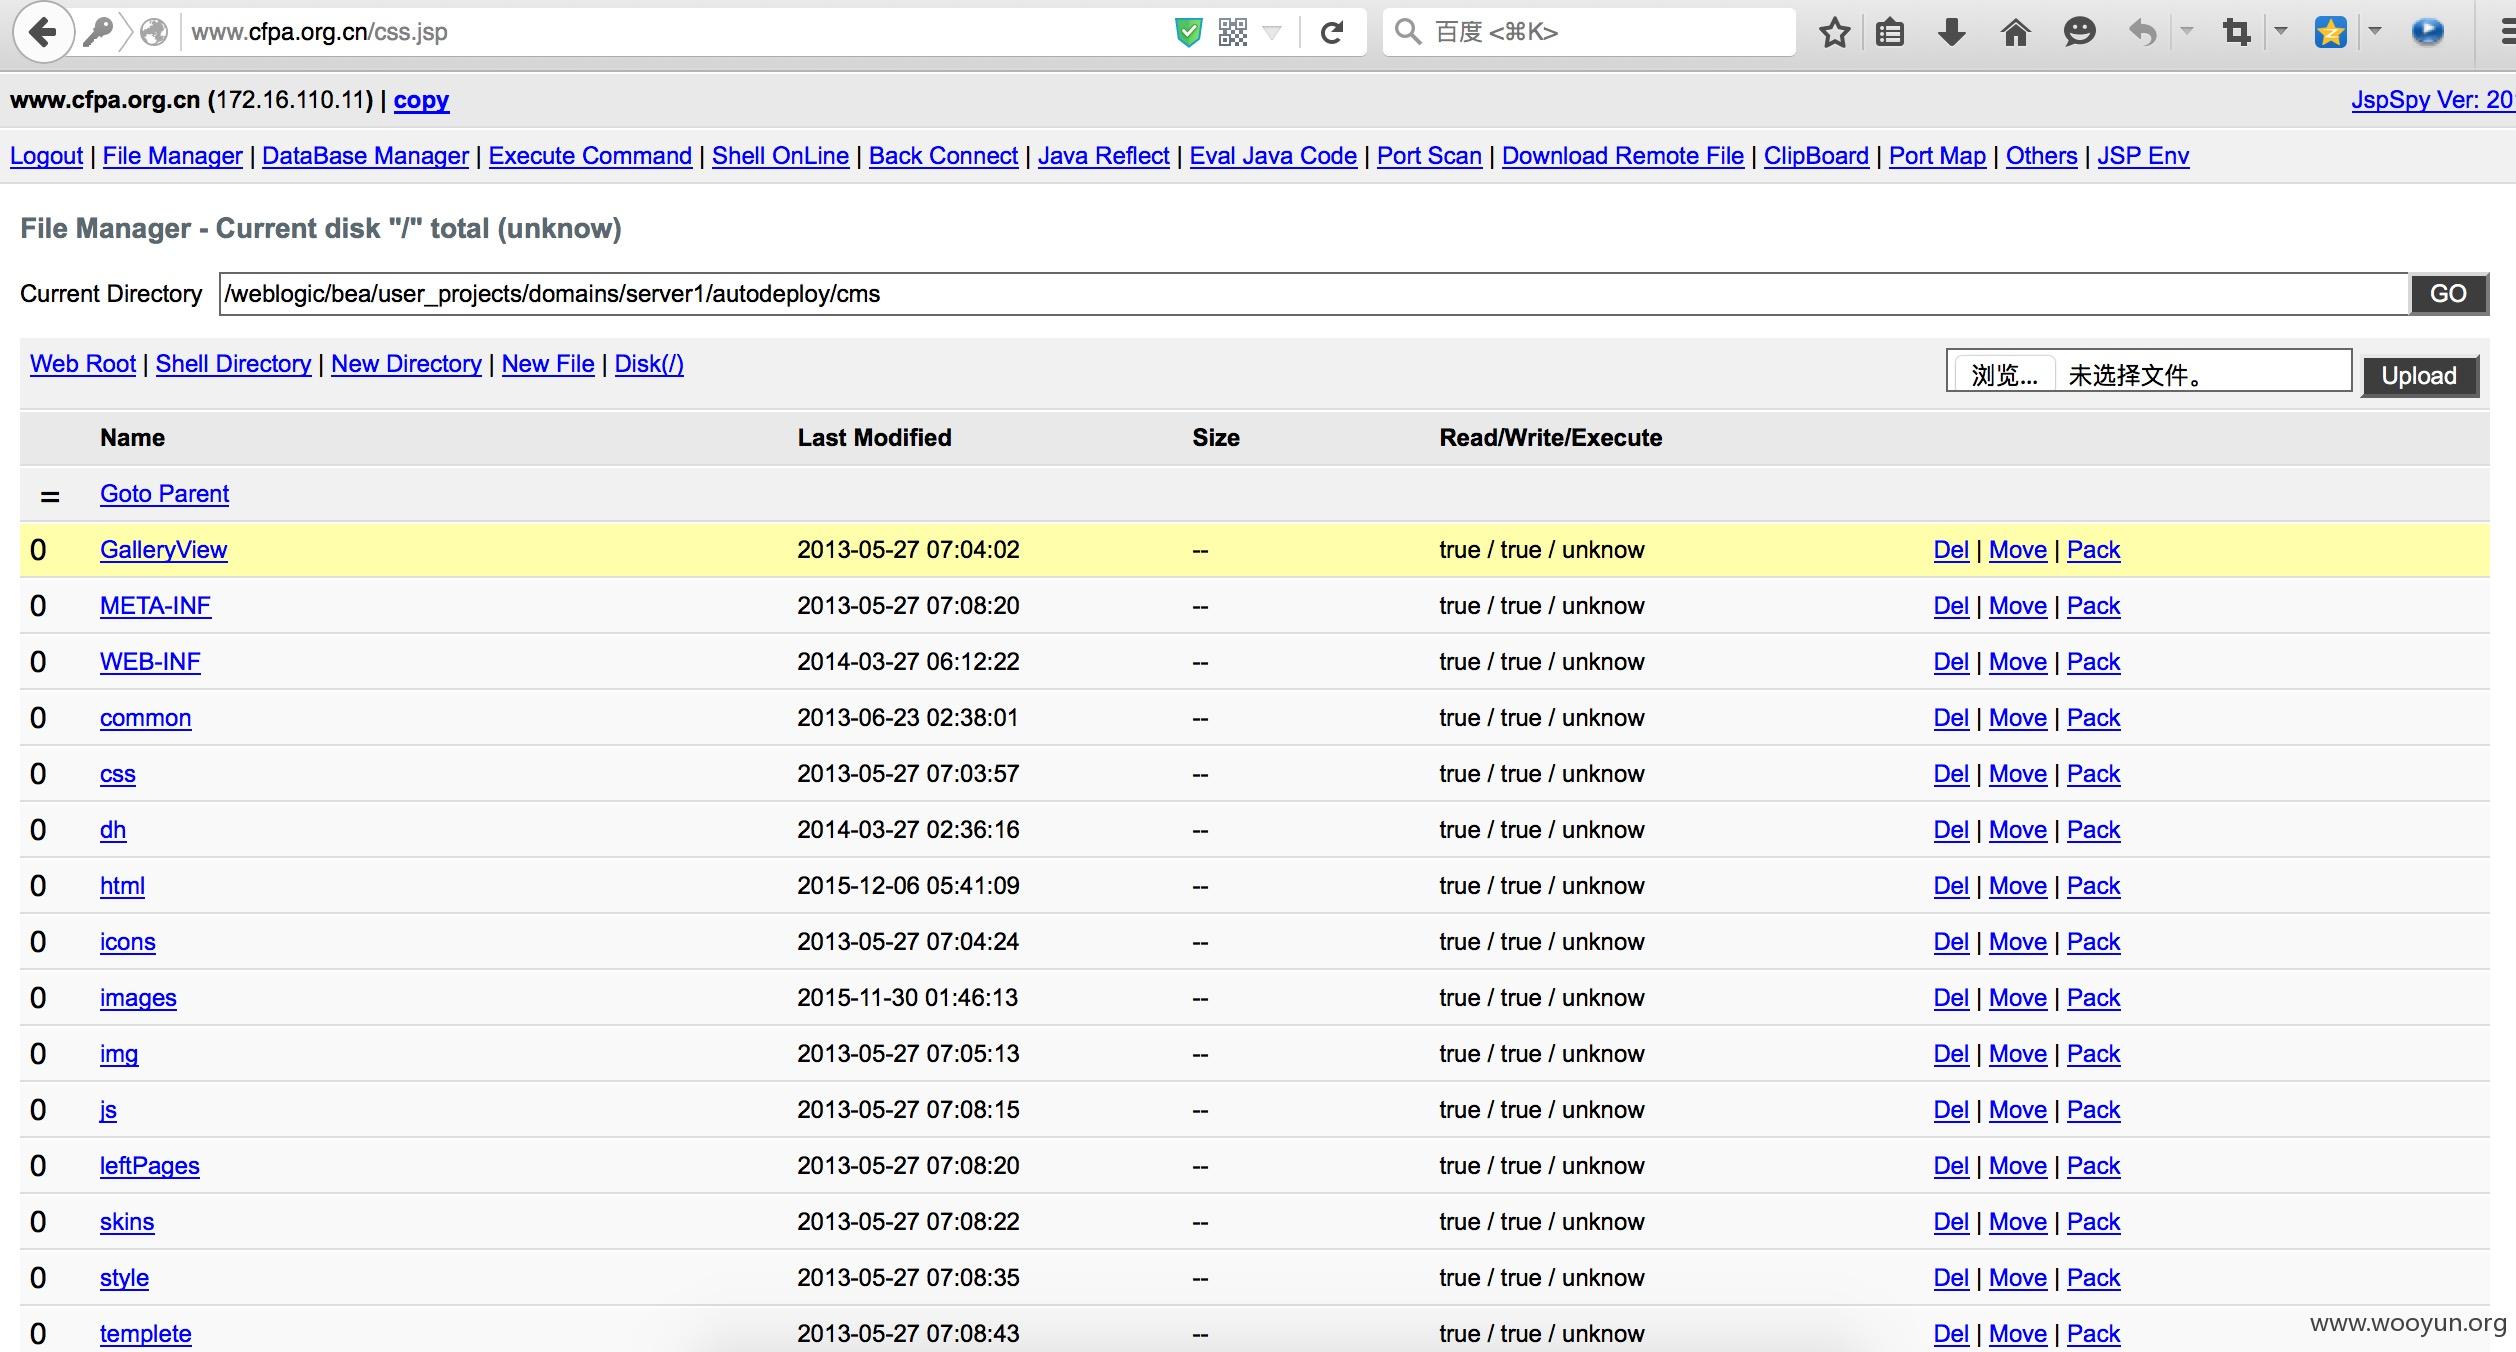 www.cfpa.org.cn/css.jsp
百度 <⌘K>
www.cfpa.org.cn (172.16.110.11) | copy
JspSpy Ver: 20
Logout | File Manager | DataBase Manager | Execute Command | Shell OnLine | Back Connect | Java Reflect | Eval Java Code | Port Scan | Download Remote File | ClipBoard | Port Map | Others | JSP Env
File Manager - Current disk "/" total (unknow)
Current Directory /weblogic/bea/user_projects/domains/server1/autodeploy/cms GO
Web Root | Shell Directory | New Directory | New File | Disk(/)
浏览... 未选择文件。 Upload
Name Last Modified Size Read/Write/Execute
= Goto Parent
0 GalleryView 2013-05-27 07:04:02 -- true / true / unknow Del | Move | Pack
0 META-INF 2013-05-27 07:08:20 -- true / true / unknow Del | Move | Pack
0 WEB-INF 2014-03-27 06:12:22 -- true / true / unknow Del | Move | Pack
0 common 2013-06-23 02:38:01 -- true / true / unknow Del | Move | Pack
0 css 2013-05-27 07:03:57 -- true / true / unknow Del | Move | Pack
0 dh 2014-03-27 02:36:16 -- true / true / unknow Del | Move | Pack
0 html 2015-12-06 05:41:09 -- true / true / unknow Del | Move | Pack
0 icons 2013-05-27 07:04:24 -- true / true / unknow Del | Move | Pack
0 images 2015-11-30 01:46:13 -- true / true / unknow Del | Move | Pack
0 img 2013-05-27 07:05:13 -- true / true / unknow Del | Move | Pack
0 js 2013-05-27 07:08:15 -- true / true / unknow Del | Move | Pack
0 leftPages 2013-05-27 07:08:20 -- true / true / unknow Del | Move | Pack
0 skins 2013-05-27 07:08:22 -- true / true / unknow Del | Move | Pack
0 style 2013-05-27 07:08:35 -- true / true / unknow Del | Move | Pack
0 templete 2013-05-27 07:08:43 -- true / true / unknow Del | Move | Pack
www.wooyun.org